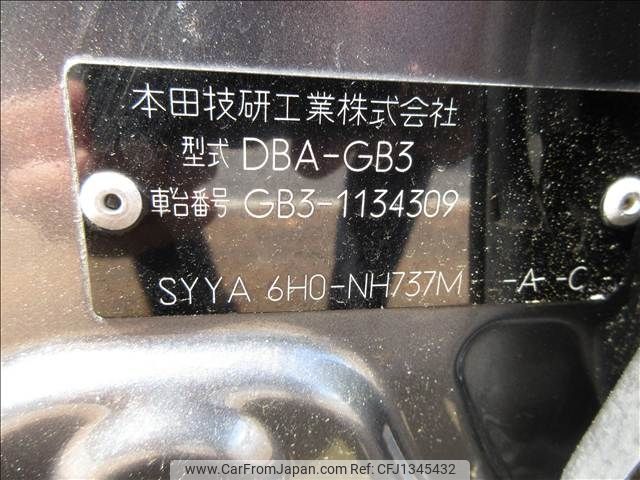 本田技研工業株式会社
型式 DBA-GB3
車台番号 GB3-1134309
SYYA 6H0-NH737M -A -C -
www.CarFromJapan.com CFJ1345432